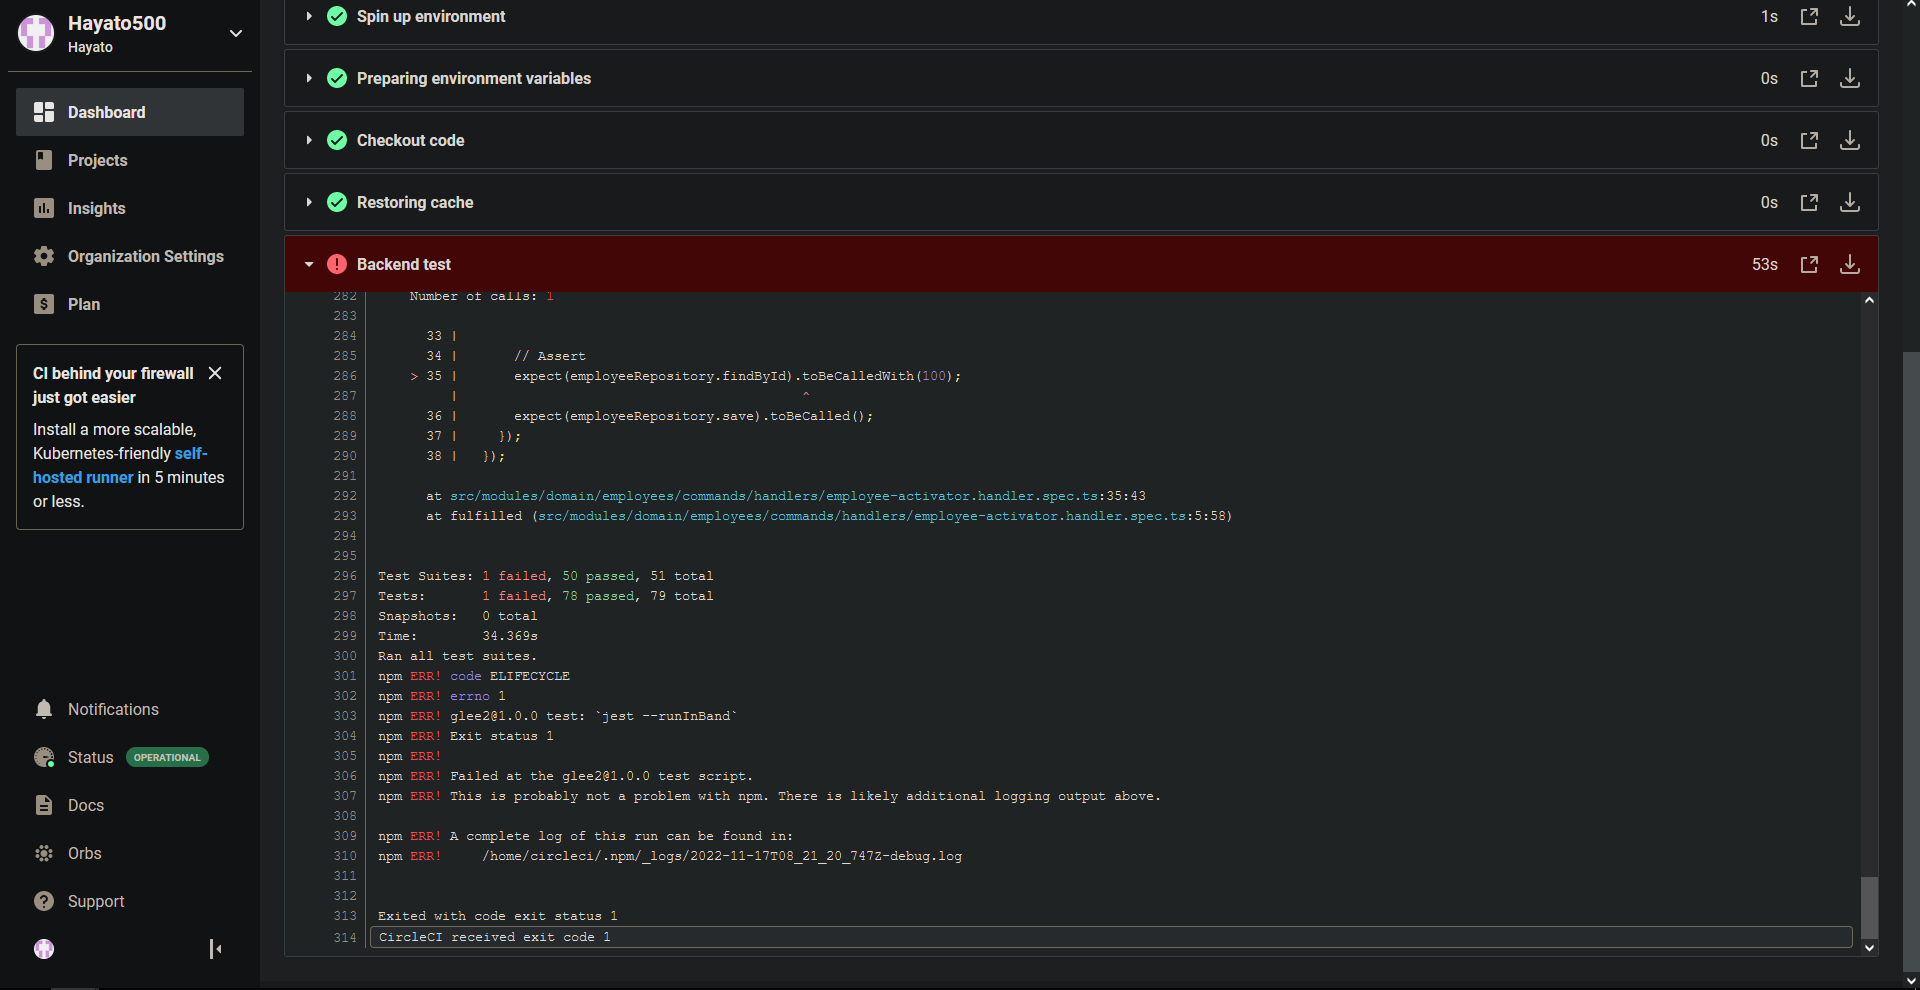 Hayato500
Hayato
Dashboard
Projects
Insights
Organization Settings
Plan
CI behind your firewall
just got easier
Install a more scalable,
Kubernetes-friendly self-
hosted runner in 5 minutes
or less.
Notifications
Status OPERATIONAL
Docs
Orbs
Support
Spin up environment 1s
Preparing environment variables 0s
Checkout code 0s
Restoring cache 0s
Backend test 53s
282 Number of calls: 1
283
284 33 |
285 34 | // Assert
286 > 35 | expect(employeeRepository.findById).toBeCalledWith(100);
287 | ^
288 36 | expect(employeeRepository.save).toBeCalled();
289 37 | });
290 38 | });
291
292 at src/modules/domain/employees/commands/handlers/employee-activator.handler.spec.ts:35:43
293 at fulfilled (src/modules/domain/employees/commands/handlers/employee-activator.handler.spec.ts:5:58)
294
295
296 Test Suites: 1 failed, 50 passed, 51 total
297 Tests: 1 failed, 78 passed, 79 total
298 Snapshots: 0 total
299 Time: 34.369s
300 Ran all test suites.
301 npm ERR! code ELIFECYCLE
302 npm ERR! errno 1
303 npm ERR! glee2@1.0.0 test: `jest --runInBand`
304 npm ERR! Exit status 1
305 npm ERR!
306 npm ERR! Failed at the glee2@1.0.0 test script.
307 npm ERR! This is probably not a problem with npm. There is likely additional logging output above.
308
309 npm ERR! A complete log of this run can be found in:
310 npm ERR! /home/circleci/.npm/_logs/2022-11-17T08_21_20_747Z-debug.log
311
312
313 Exited with code exit status 1
314 CircleCI received exit code 1